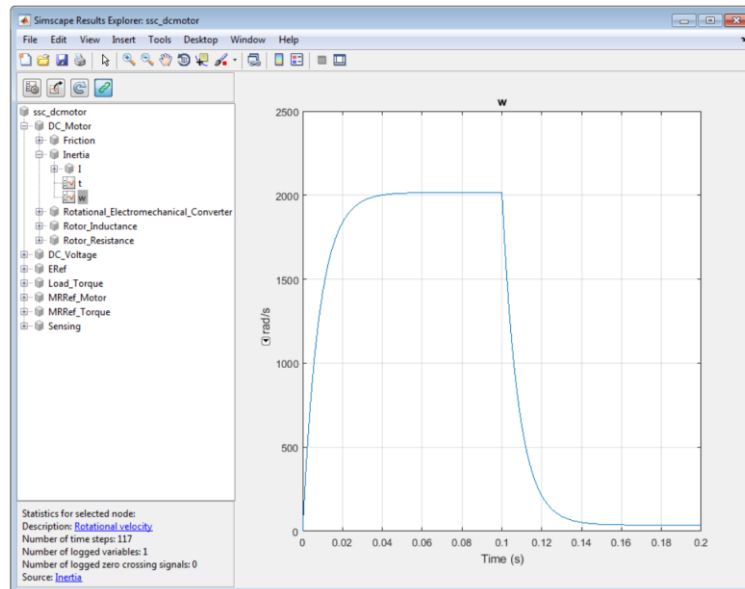 Simscape Results Explorer: ssc_dcmotor
File Edit View Insert Tools Desktop Window Help
ssc_dcmotor
DC_Motor
Friction
Inertia
I
t
w
Rotational_Electromechanical_Converter
Rotor_Inductance
Rotor_Resistance
DC_Voltage
ERef
Load_Torque
MRRef_Motor
MRRef_Torque
Sensing
Statistics for selected node:
Description: Rotational velocity
Number of time steps: 117
Number of logged variables: 1
Number of logged zero crossing signals: 0
Source: Inertia
w
2500
2000
1500
1000
500
0
rad/s
0 0.02 0.04 0.06 0.08 0.1 0.12 0.14 0.16 0.18 0.2
Time (s)